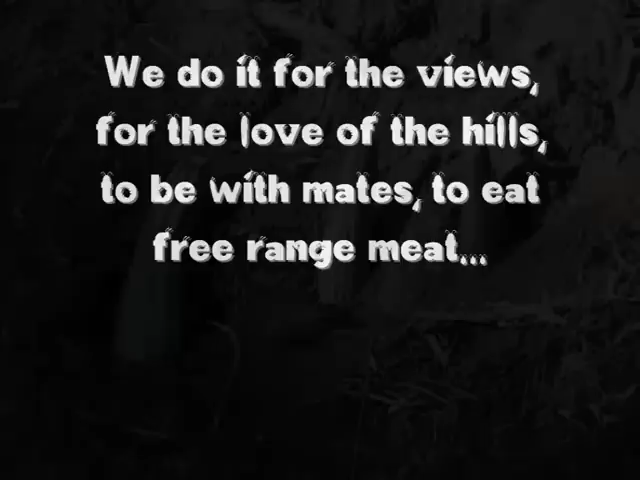 We do it for the views,
for the love of the hills,
to be with mates, to eat
free range meat...